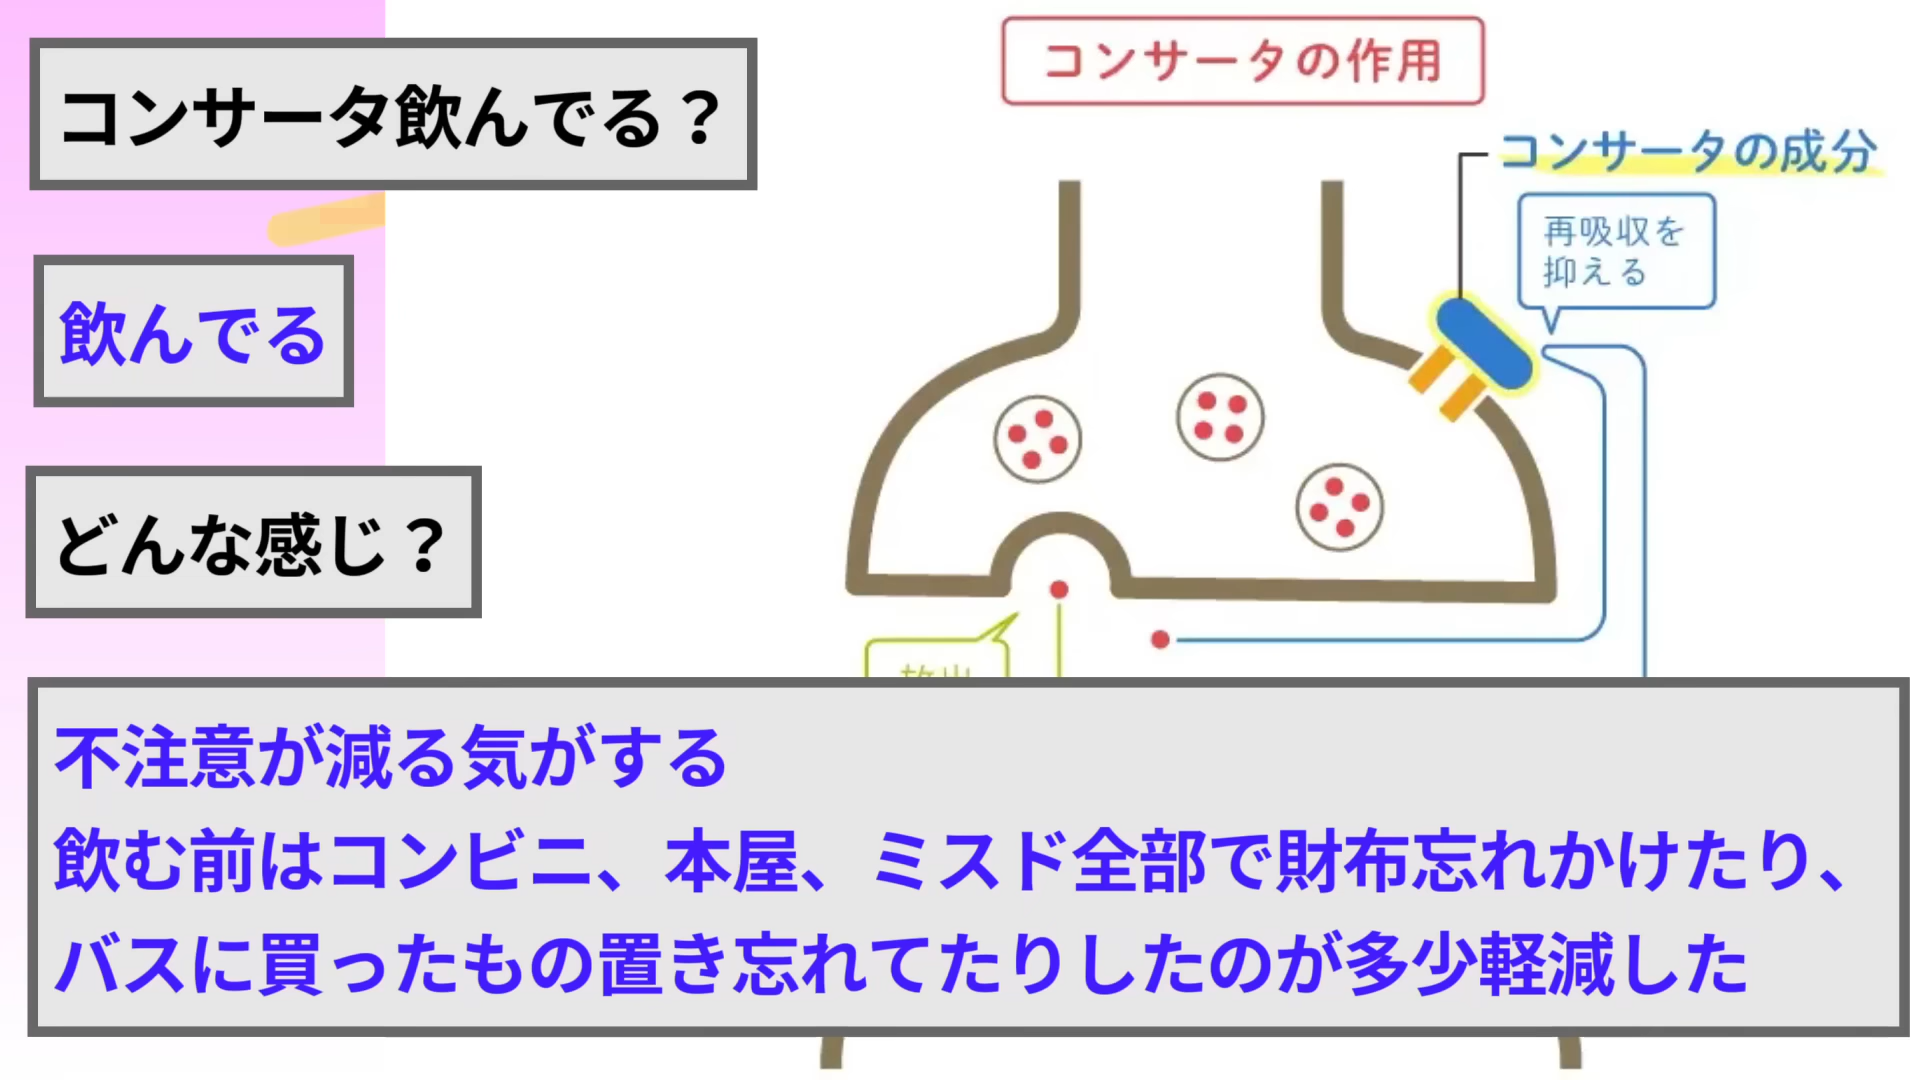 コンサータ飲んでる？
飲んでる
どんな感じ？
コンサータの作用
コンサータの成分
再吸収を
抑える
不注意が減る気がする
飲む前はコンビニ、本屋、ミスド全部で財布忘れかけたり、
バスに買ったもの置き忘れてたりしたのが多少軽減した